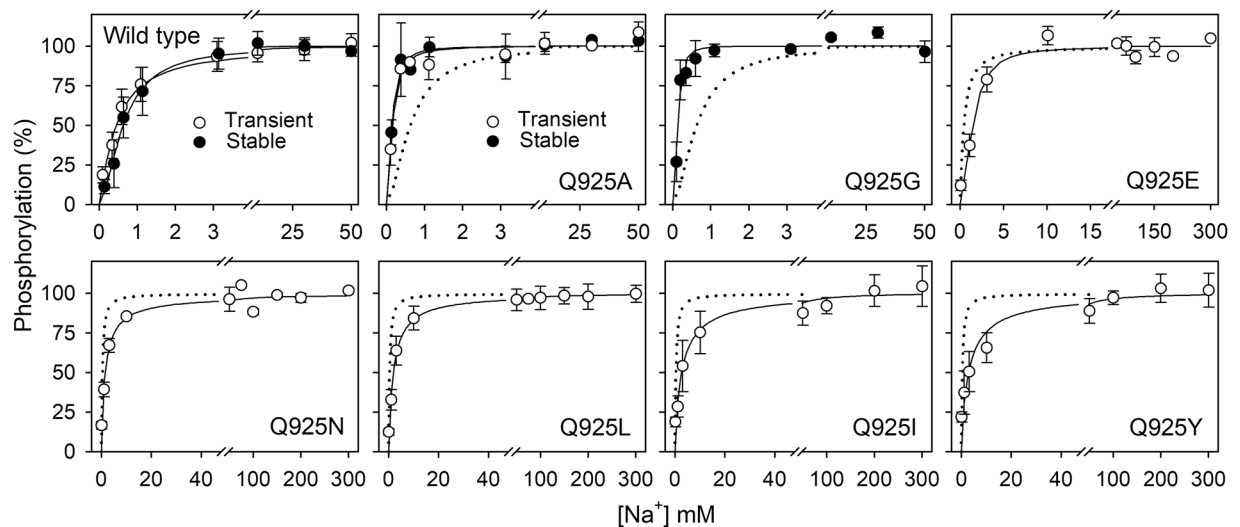 Phosphorylation (%)
100
75
50
25
0
Wild type
Transient
Stable
0 1 2 3 25 50
Transient
Stable
Q925A
0 1 2 3 25 50
Q925G
0 1 2 3 25 50
Q925E
0 5 10 15 150 300
100
75
50
25
0
Q925N
0 20 40 100 200 300
Q925L
0 20 40 100 200 300
Q925I
0 20 40 100 200 300
Q925Y
0 20 40 100 200 300
[Na⁺] mM